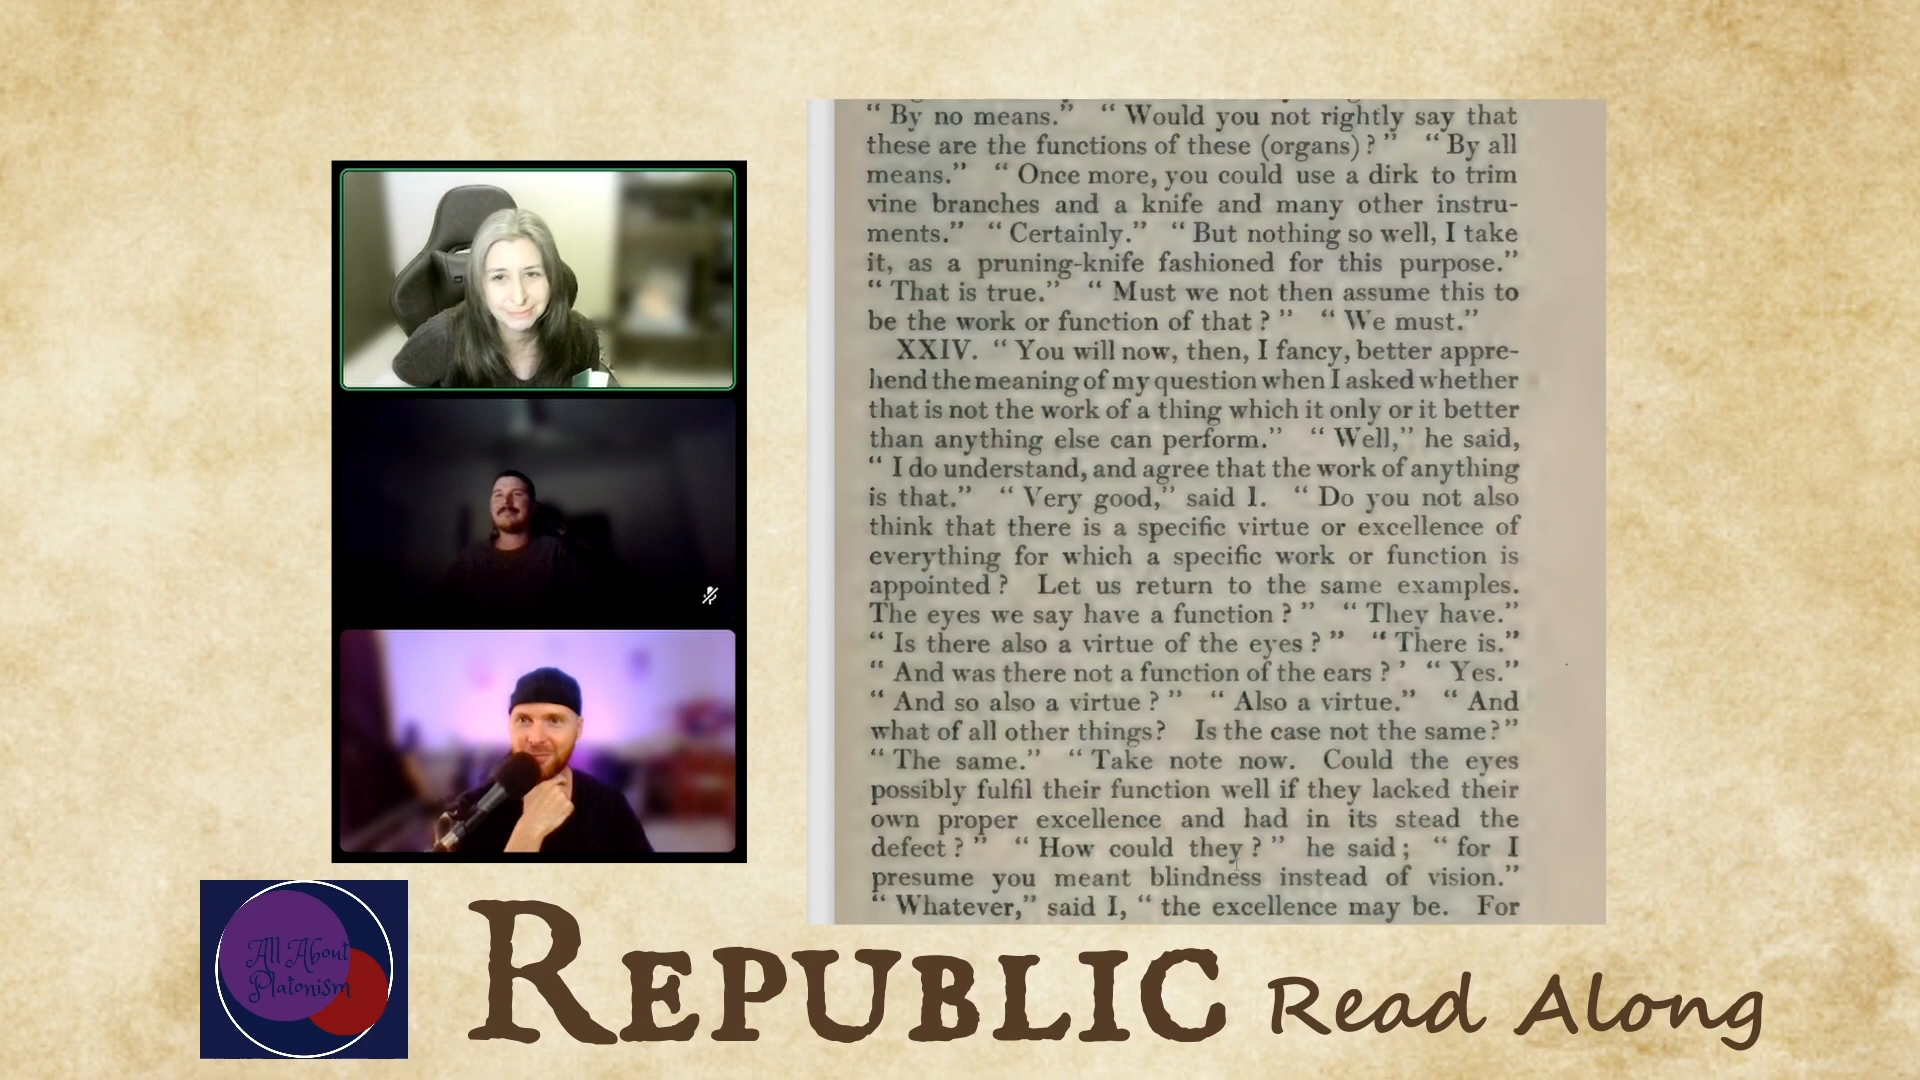 “ By no means.” “ Would you not rightly say that
these are the functions of these (organs) ? ” “ By all
means.” “ Once more, you could use a dirk to trim
vine branches and a knife and many other instru-
ments.” “ Certainly.” “ But nothing so well, I take
it, as a pruning-knife fashioned for this purpose.”
“ That is true.” “ Must we not then assume this to
be the work or function of that ? ” “ We must.”
XXIV. “ You will now, then, I fancy, better appre-
hend the meaning of my question when I asked whether
that is not the work of a thing which it only or it better
than anything else can perform.” “ Well,” he said,
“ I do understand, and agree that the work of anything
is that.” “ Very good,” said I. “ Do you not also
think that there is a specific virtue or excellence of
everything for which a specific work or function is
appointed ? Let us return to the same examples.
The eyes we say have a function ? ” “ They have.”
“ Is there also a virtue of the eyes ? ” “ There is.”
“ And was there not a function of the ears ? ’ “ Yes.”
“ And so also a virtue ? ” “ Also a virtue.” “ And
what of all other things? Is the case not the same?”
“ The same.” “ Take note now. Could the eyes
possibly fulfil their function well if they lacked their
own proper excellence and had in its stead the
defect ? ” “ How could they ? ” he said ; “ for I
presume you meant blindness instead of vision.”
“ Whatever,” said I, “ the excellence may be. For
All About
Platonism
REPUBLIC Read Along